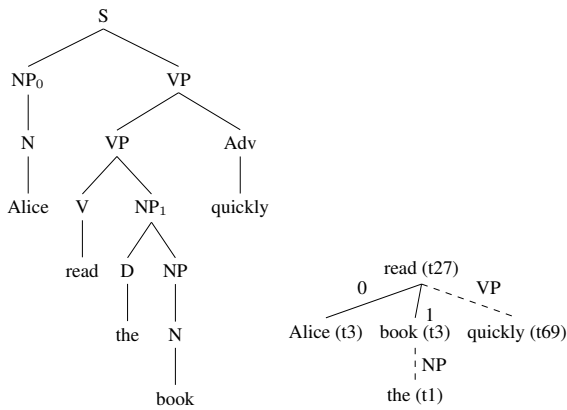 S
NP₀ VP
N VP Adv
Alice V NP₁ quickly
read D NP
the N
book
read (t27)
0 VP
Alice (t3) book (t3) quickly (t69)
1
NP
the (t1)